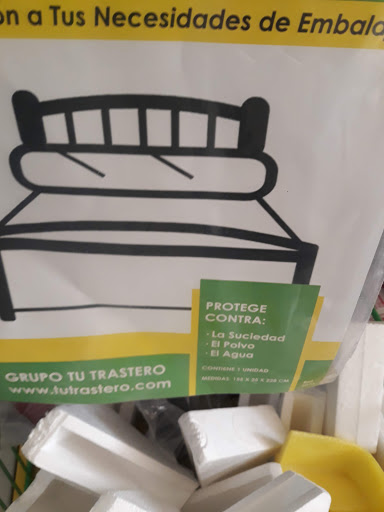 ón a Tus Necesidades de Embala
PROTEGE
CONTRA:
· La Suciedad
· El Polvo
· El Agua
CONTIENE 1 UNIDAD
GRUPO TU TRASTERO
www.tutrastero.com